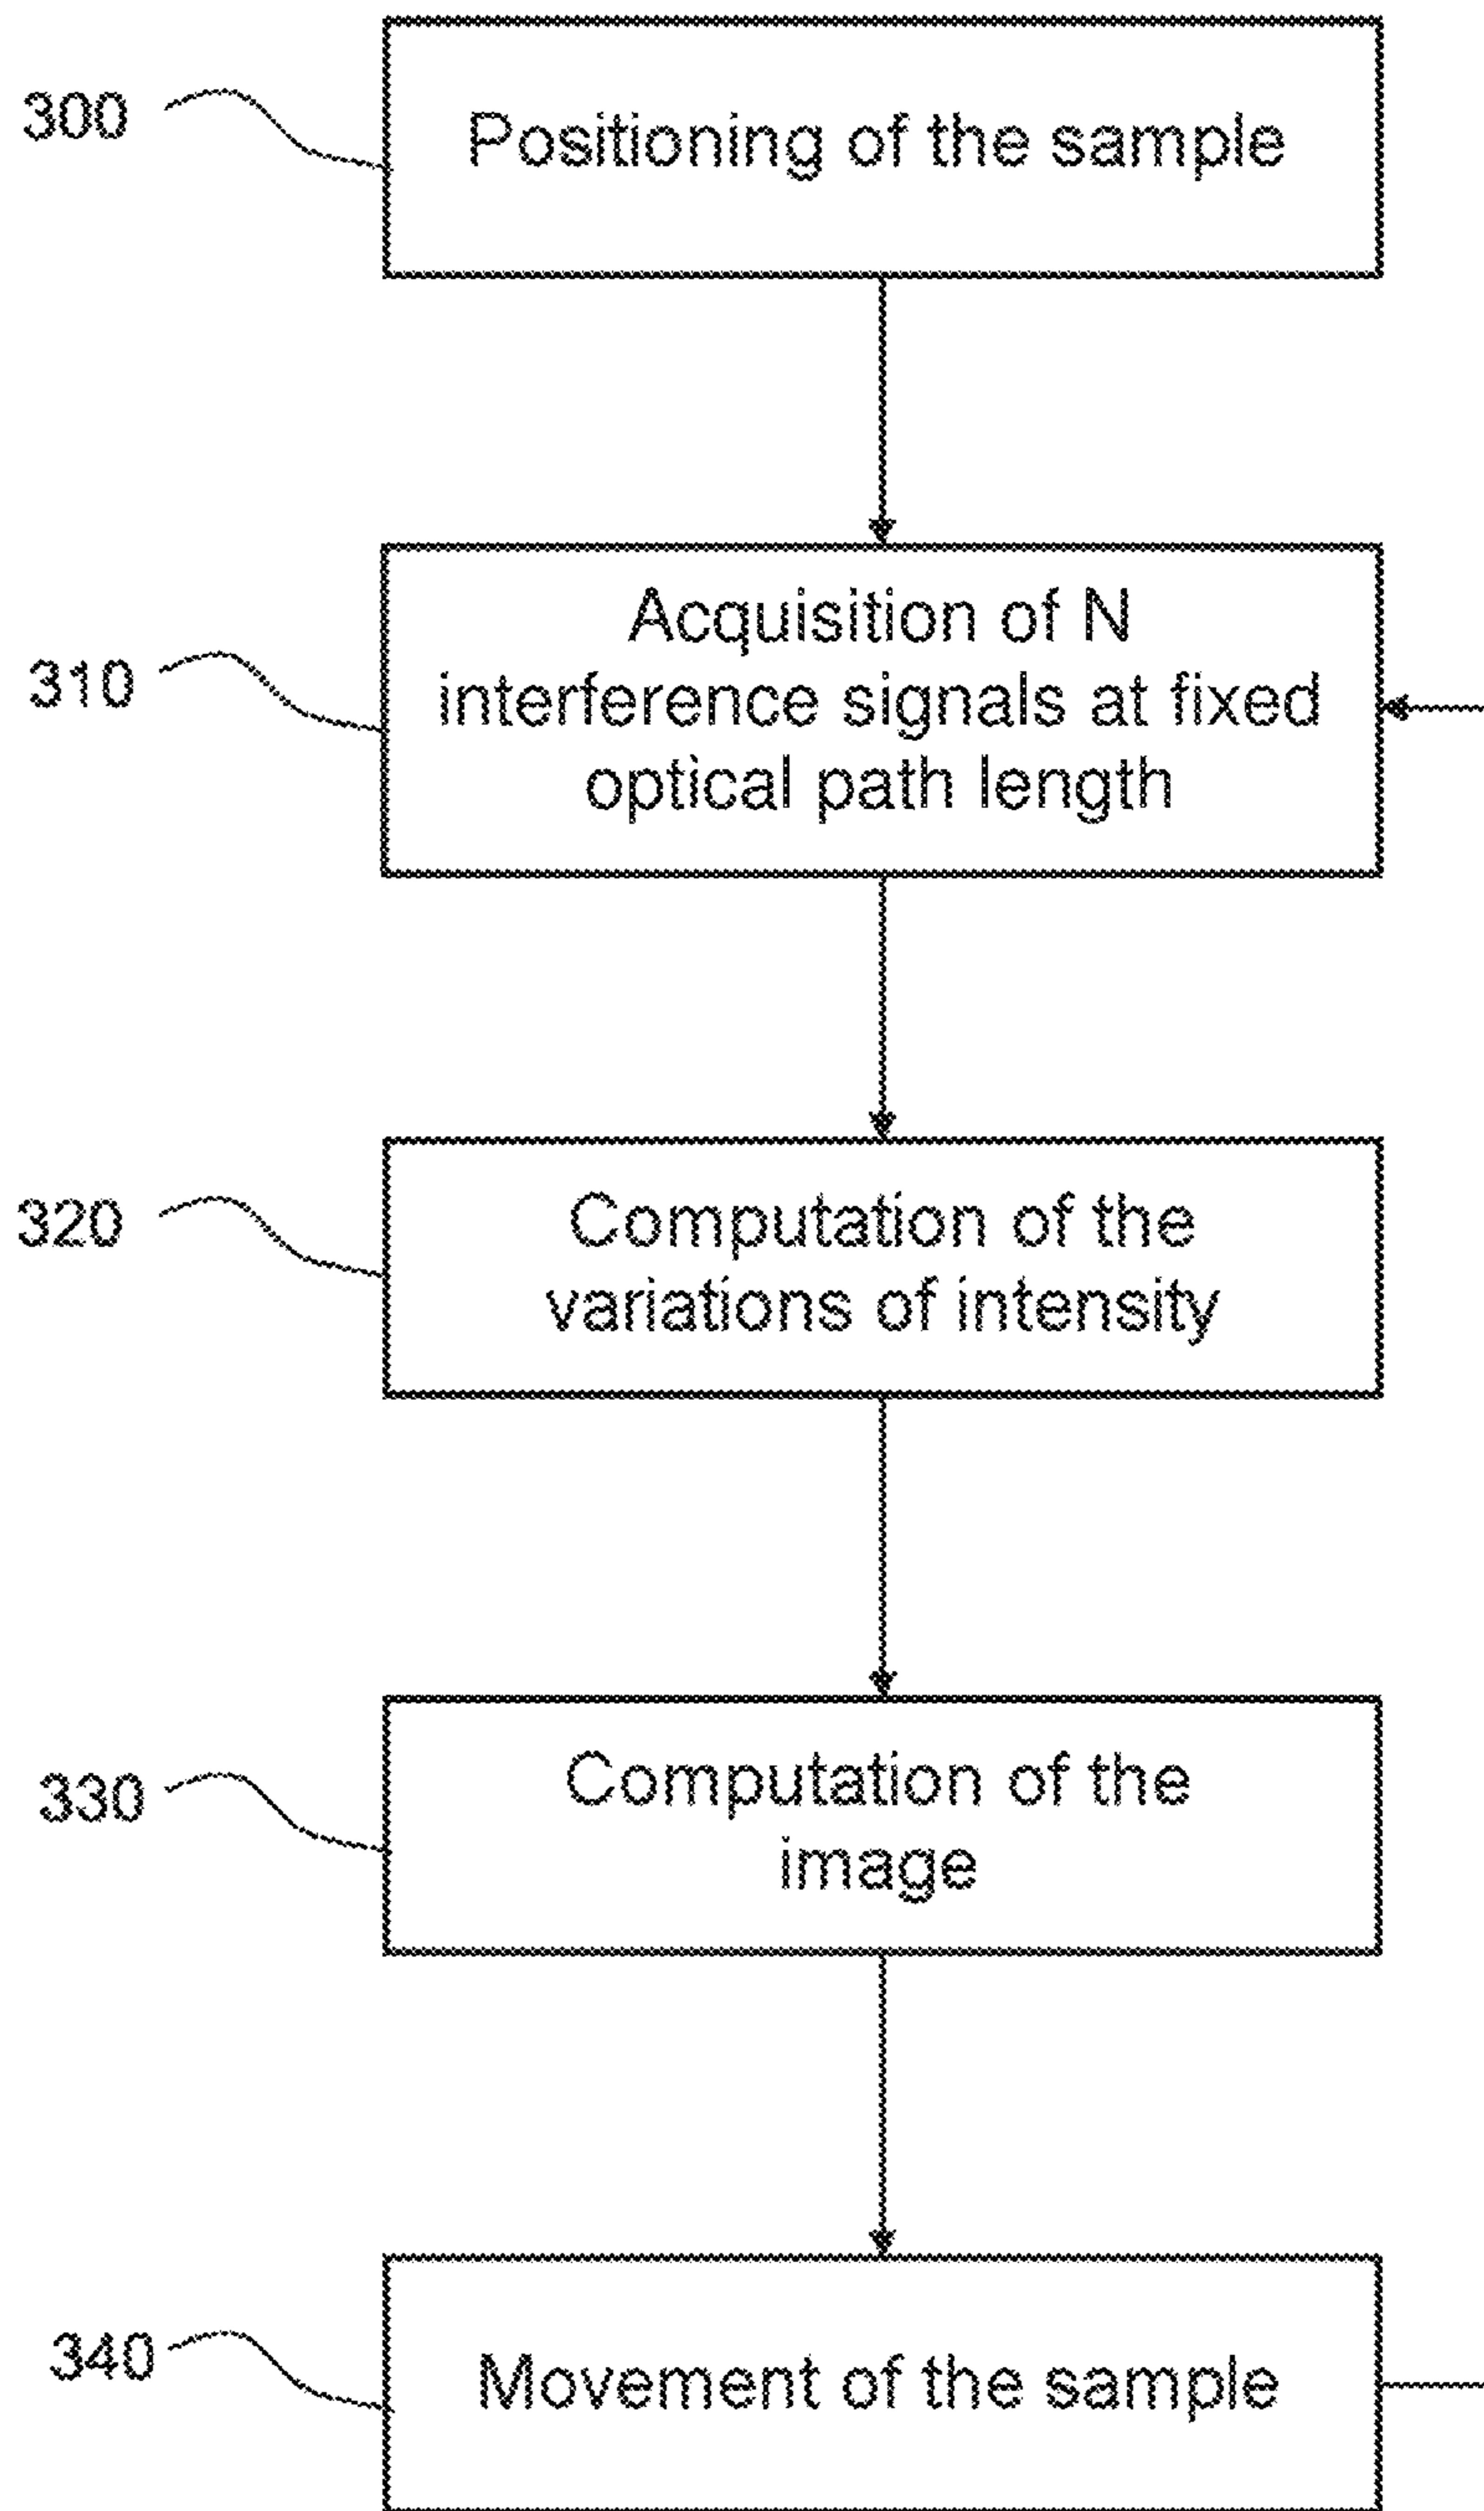 300
Positioning of the sample
310
Acquisition of N
interference signals at fixed
optical path length
320
Computation of the
variations of intensity
330
Computation of the
image
340
Movement of the sample